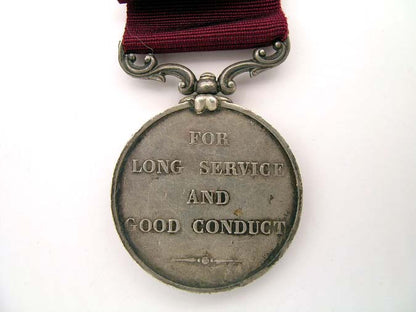 FOR
LONG SERVICE
AND
GOOD CONDUCT